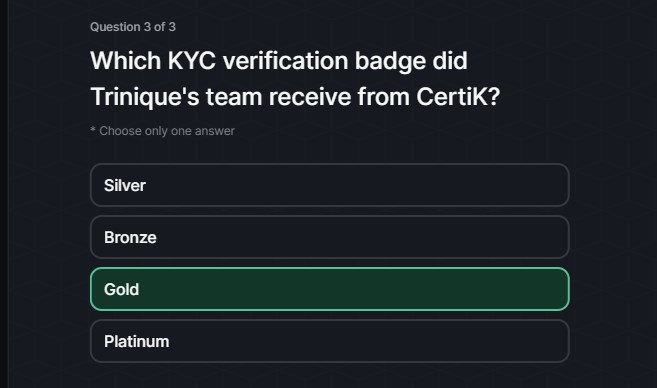 Question 3 of 3
Which KYC verification badge did
Trinique's team receive from CertiK?
* Choose only one answer
Silver
Bronze
Gold
Platinum